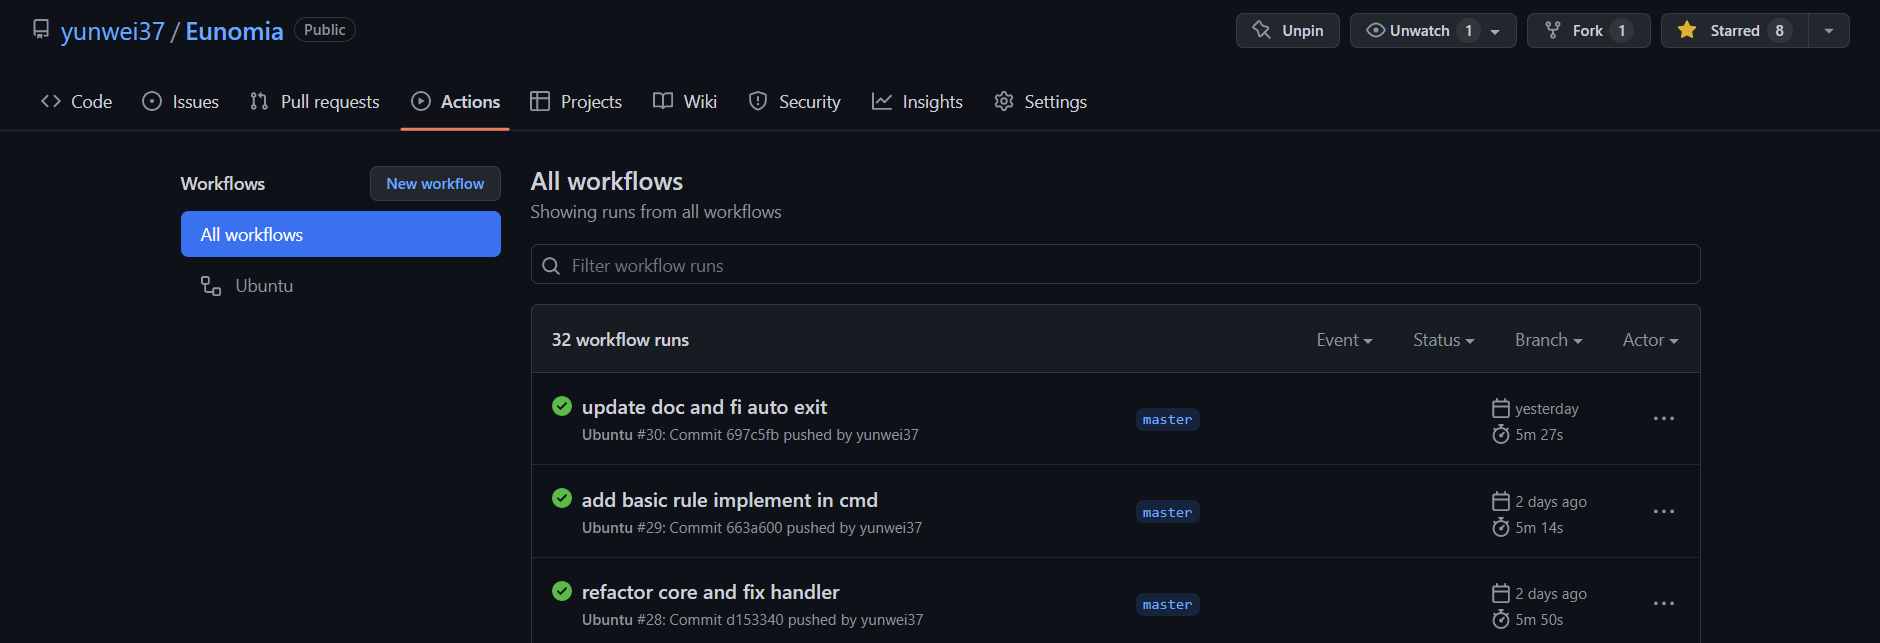 yunwei37 / Eunomia Public Unpin Unwatch 1 Fork 1 Starred 8
Code Issues Pull requests Actions Projects Wiki Security Insights Settings
Workflows New workflow
All workflows
Ubuntu
All workflows
Showing runs from all workflows
Filter workflow runs
32 workflow runs Event Status Branch Actor
update doc and fi auto exit
Ubuntu #30: Commit 697c5fb pushed by yunwei37
master
yesterday
5m 27s
add basic rule implement in cmd
Ubuntu #29: Commit 663a600 pushed by yunwei37
master
2 days ago
5m 14s
refactor core and fix handler
Ubuntu #28: Commit d153340 pushed by yunwei37
master
2 days ago
5m 50s